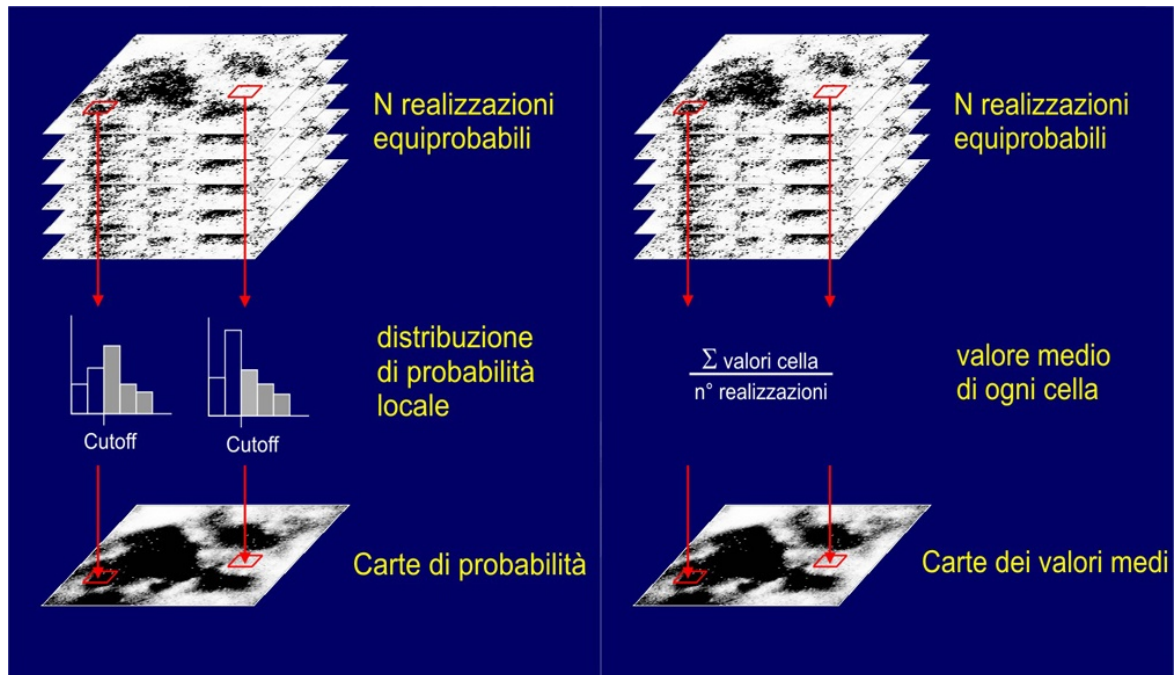 N realizzazioni
equiprobabili
distribuzione
di probabilità
locale
Cutoff
Cutoff
Carte di probabilità
N realizzazioni
equiprobabili
Σ valori cella
n° realizzazioni
valore medio
di ogni cella
Carte dei valori medi